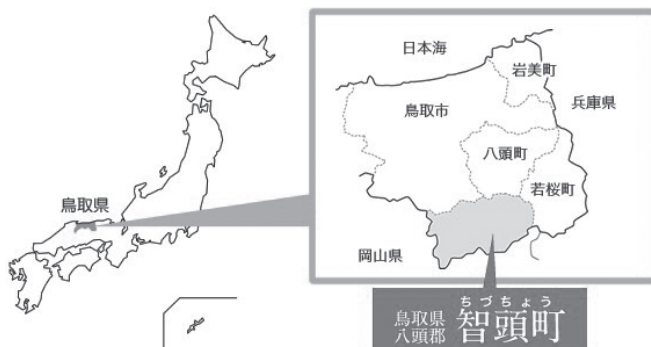 鳥取県
日本海
岩美町
鳥取市
兵庫県
八頭町
若桜町
岡山県
鳥取県
八頭郡
ちづちょう
智頭町